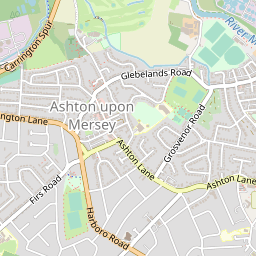 Carrington Spur
River M
Glebelands Road
Ashton upon
Mersey
ngton Lane
Grosvenor Road
Ashton Lane
Ashton Lane
Firs Road
Harboro Road